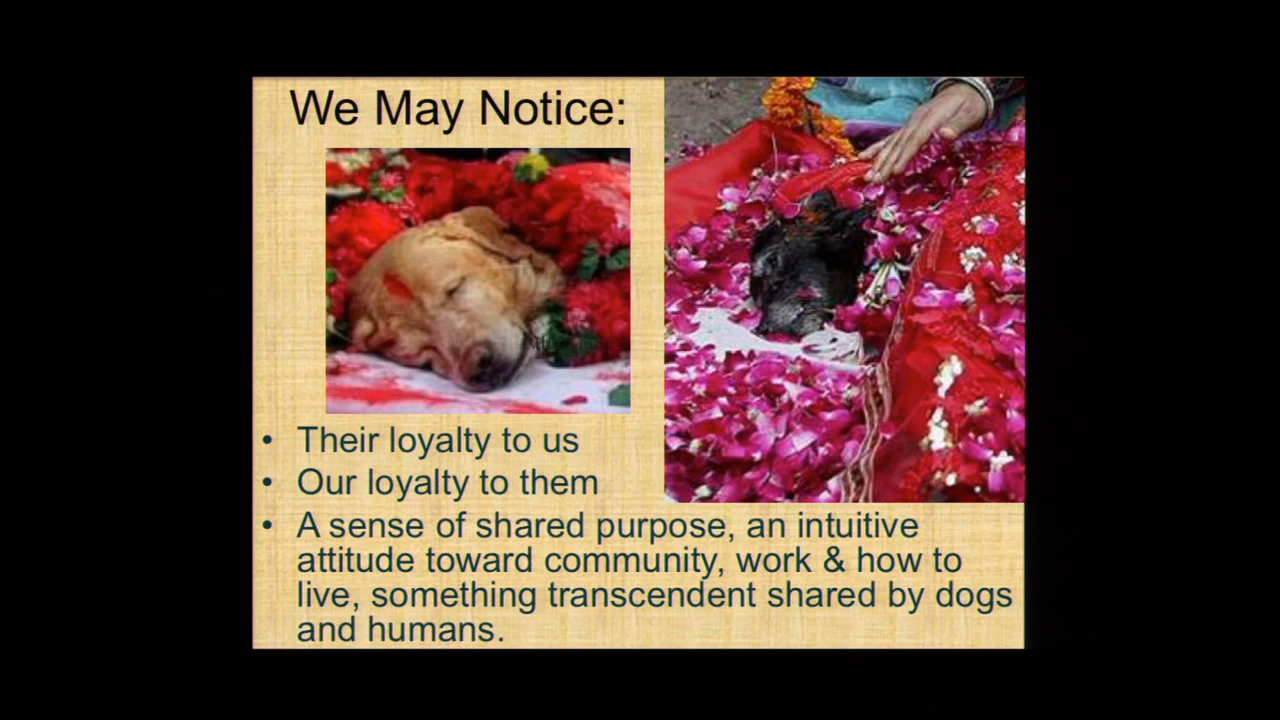 We May Notice:
• Their loyalty to us
• Our loyalty to them
• A sense of shared purpose, an intuitive
attitude toward community, work & how to
live, something transcendent shared by dogs
and humans.